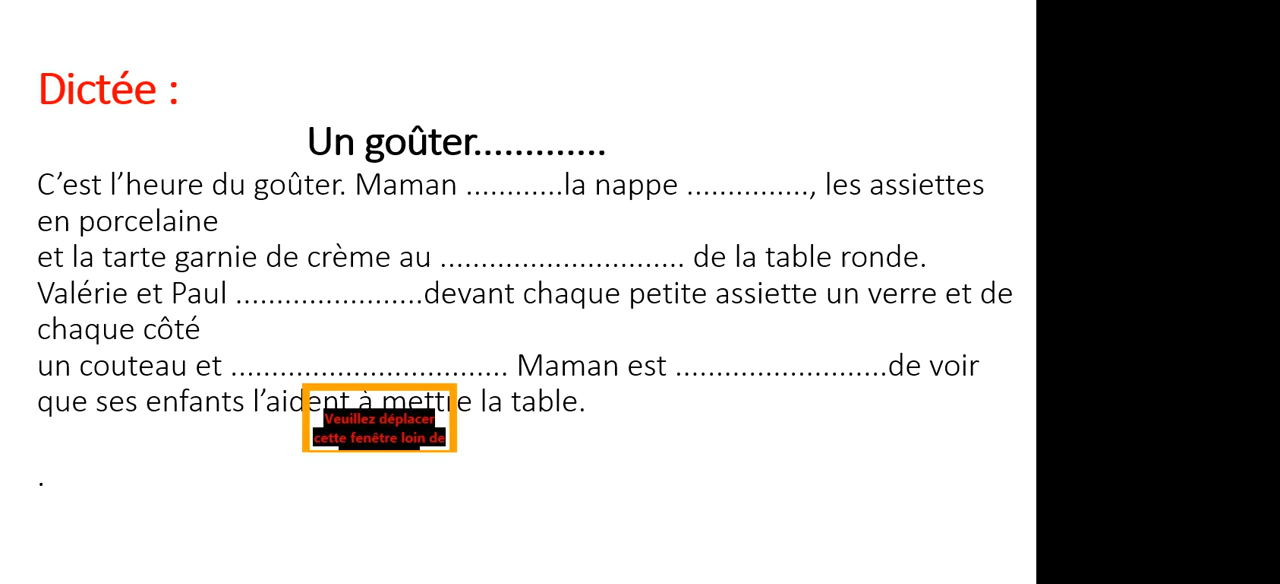 Dictée :
Un goûter.............
C’est l’heure du goûter. Maman ............la nappe ..............., les assiettes
en porcelaine
et la tarte garnie de crème au .............................. de la table ronde.
Valérie et Paul .......................devant chaque petite assiette un verre et de
chaque côté
un couteau et .................................. Maman est ..........................de voir
que ses enfants l’aident à mettre la table.
Veuillez déplacer
cette fenêtre loin de
.